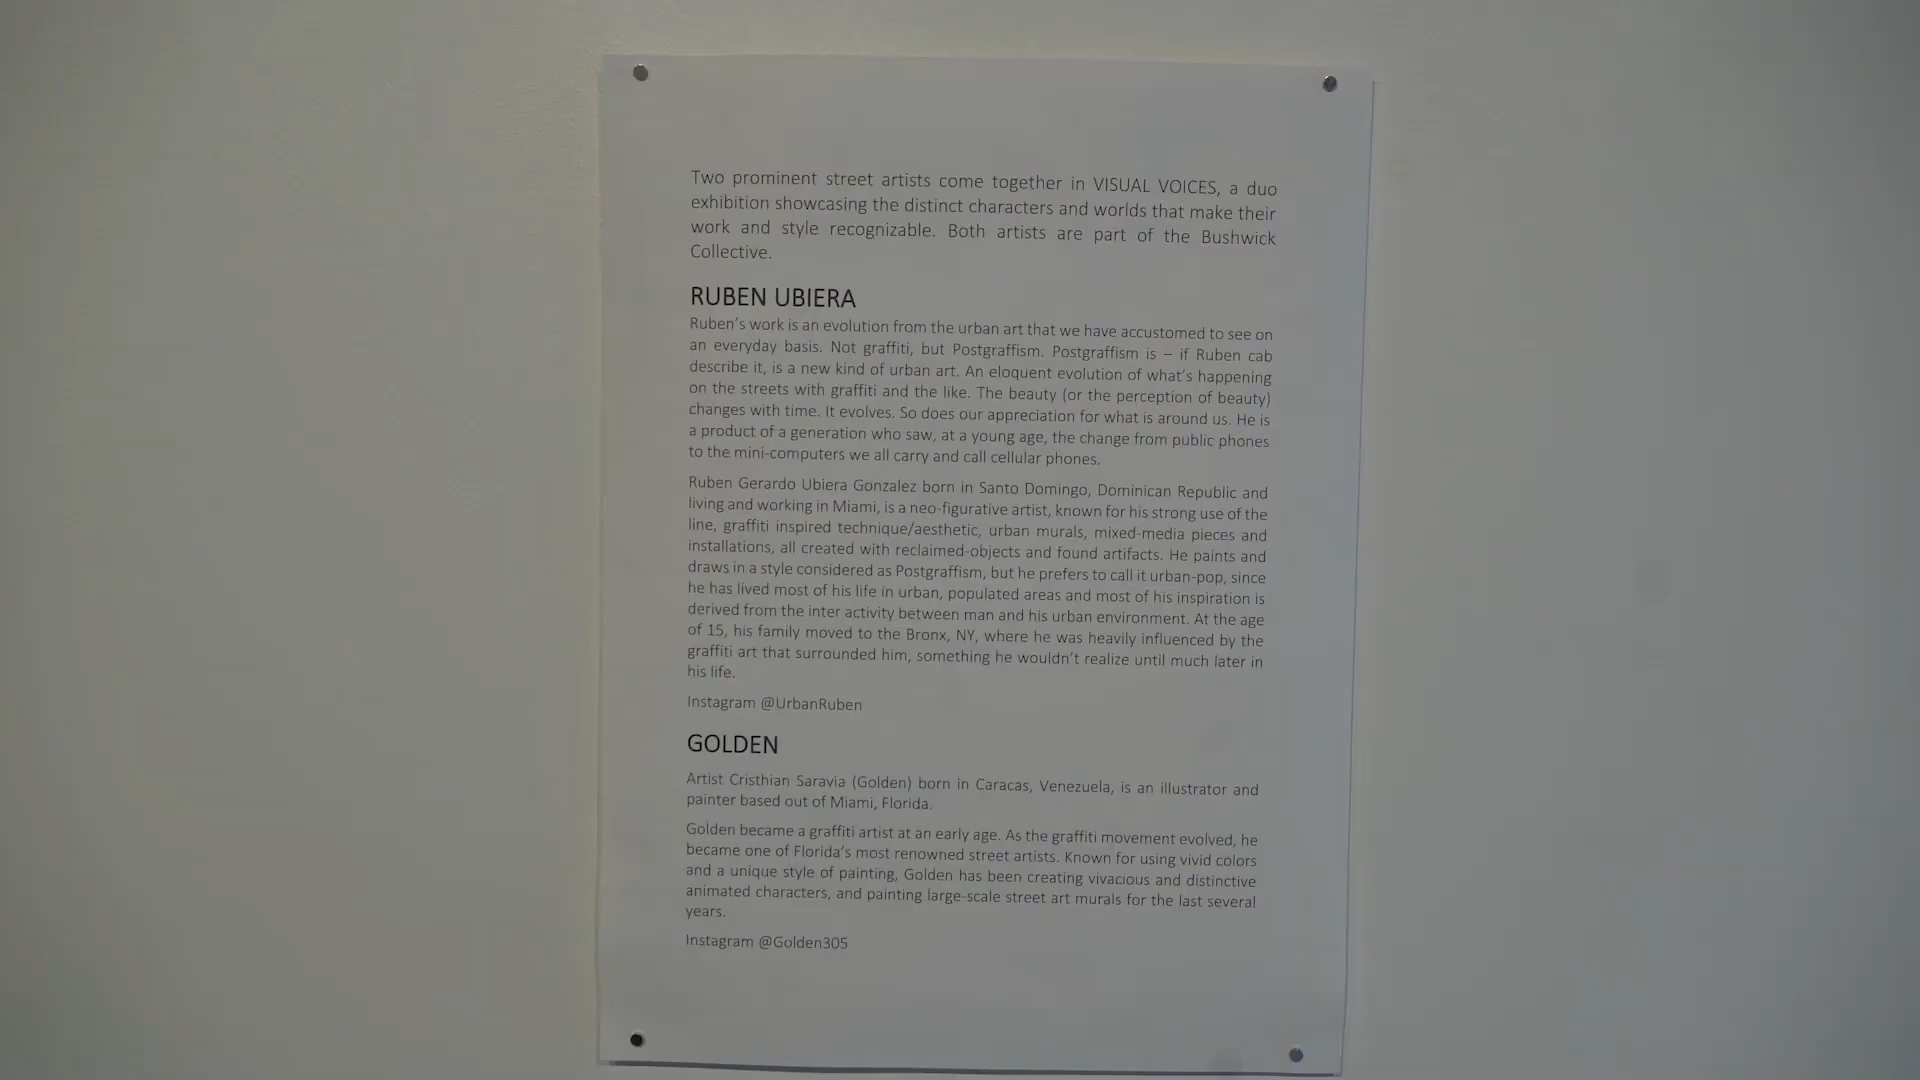 Two prominent street artists come together in VISUAL VOICES, a duo
exhibition showcasing the distinct characters and worlds that make their
work and style recognizable. Both artists are part of the Bushwick
Collective.
RUBEN UBIERA
Ruben's work is an evolution from the urban art that we have accustomed to see on
an everyday basis. Not graffiti, but Postgraffism. Postgraffism is – if Ruben cab
describe it, is a new kind of urban art. An eloquent evolution of what's happening
on the streets with graffiti and the like. The beauty (or the perception of beauty)
changes with time. It evolves. So does our appreciation for what is around us. He is
a product of a generation who saw, at a young age, the change from public phones
to the mini-computers we all carry and call cellular phones.
Ruben Gerardo Ubiera Gonzalez born in Santo Domingo, Dominican Republic and
living and working in Miami, is a neo-figurative artist, known for his strong use of the
line, graffiti inspired technique/aesthetic, urban murals, mixed-media pieces and
installations, all created with reclaimed-objects and found artifacts. He paints and
draws in a style considered as Postgraffism, but he prefers to call it urban-pop, since
he has lived most of his life in urban, populated areas and most of his inspiration is
derived from the inter activity between man and his urban environment. At the age
of 15, his family moved to the Bronx, NY, where he was heavily influenced by the
graffiti art that surrounded him, something he wouldn't realize until much later in
his life.
Instagram @UrbanRuben
GOLDEN
Artist Cristhian Saravia (Golden) born in Caracas, Venezuela, is an illustrator and
painter based out of Miami, Florida.
Golden became a graffiti artist at an early age. As the graffiti movement evolved, he
became one of Florida's most renowned street artists. Known for using vivid colors
and a unique style of painting, Golden has been creating vivacious and distinctive
animated characters, and painting large-scale street art murals for the last several
years.
Instagram @Golden305